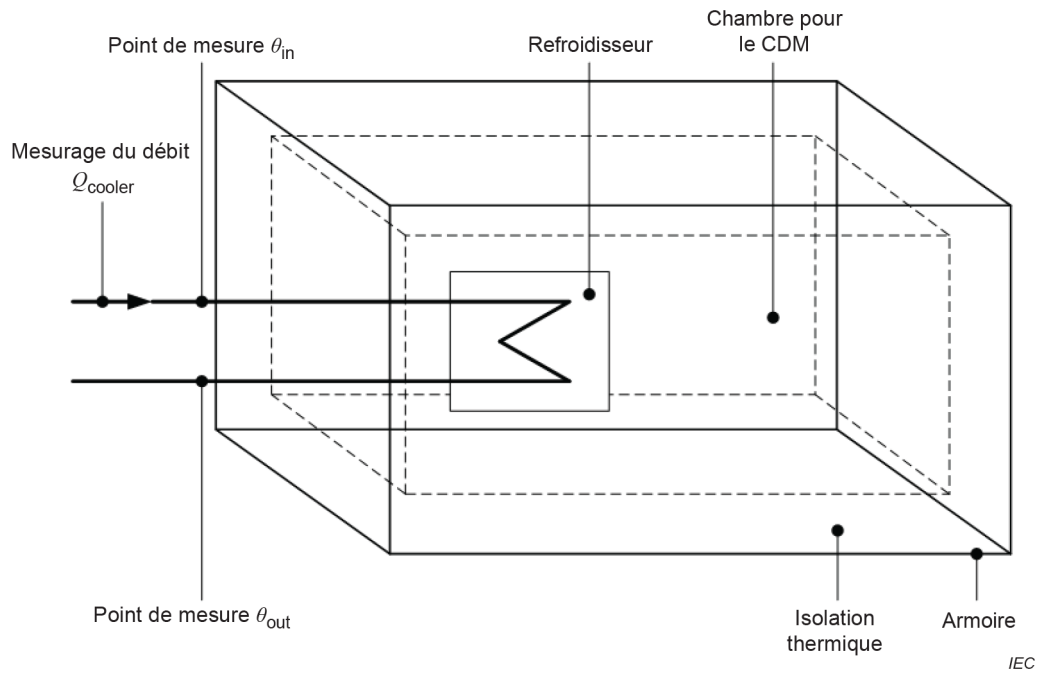 Chambre pour
le CDM
Point de mesure θin
Refroidisseur
Mesurage du débit
Qcooler
Point de mesure θout
Isolation
thermique
Armoire
IEC